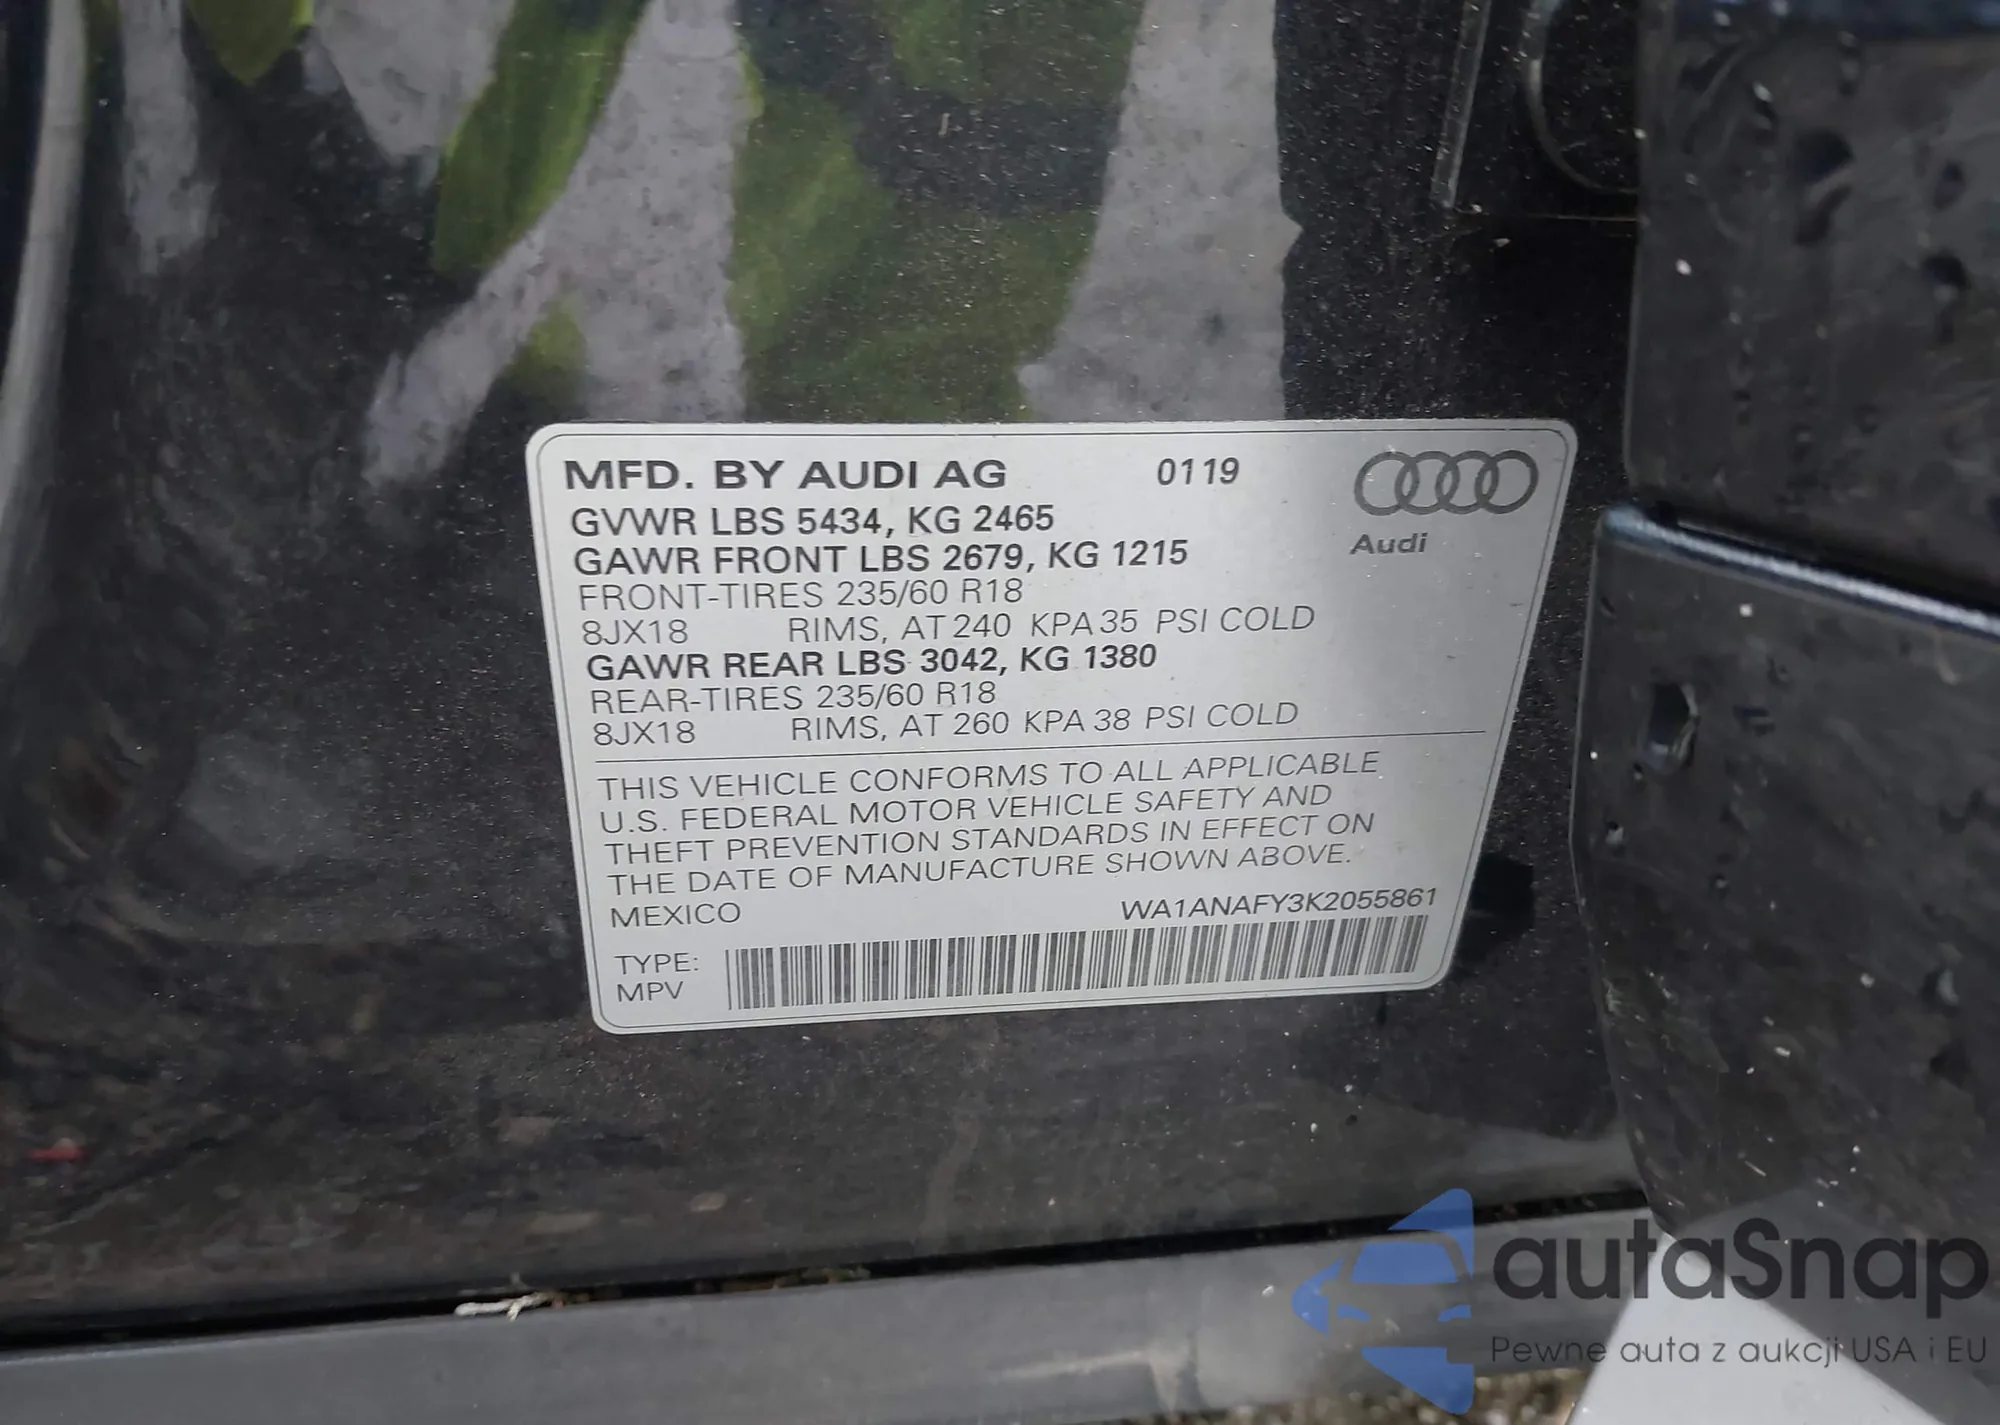 MFD. BY AUDI AG 0119
GVWR LBS 5434, KG 2465
GAWR FRONT LBS 2679, KG 1215
Audi
FRONT-TIRES 235/60 R18
8JX18 RIMS, AT 240 KPA 35 PSI COLD
GAWR REAR LBS 3042, KG 1380
REAR-TIRES 235/60 R18
8JX18 RIMS, AT 260 KPA 38 PSI COLD
THIS VEHICLE CONFORMS TO ALL APPLICABLE
U.S. FEDERAL MOTOR VEHICLE SAFETY AND
THEFT PREVENTION STANDARDS IN EFFECT ON
THE DATE OF MANUFACTURE SHOWN ABOVE.
MEXICO WA1ANAFY3K2055861
TYPE:
MPV
autaSnap
Pewne auta z aukcji USA i EU